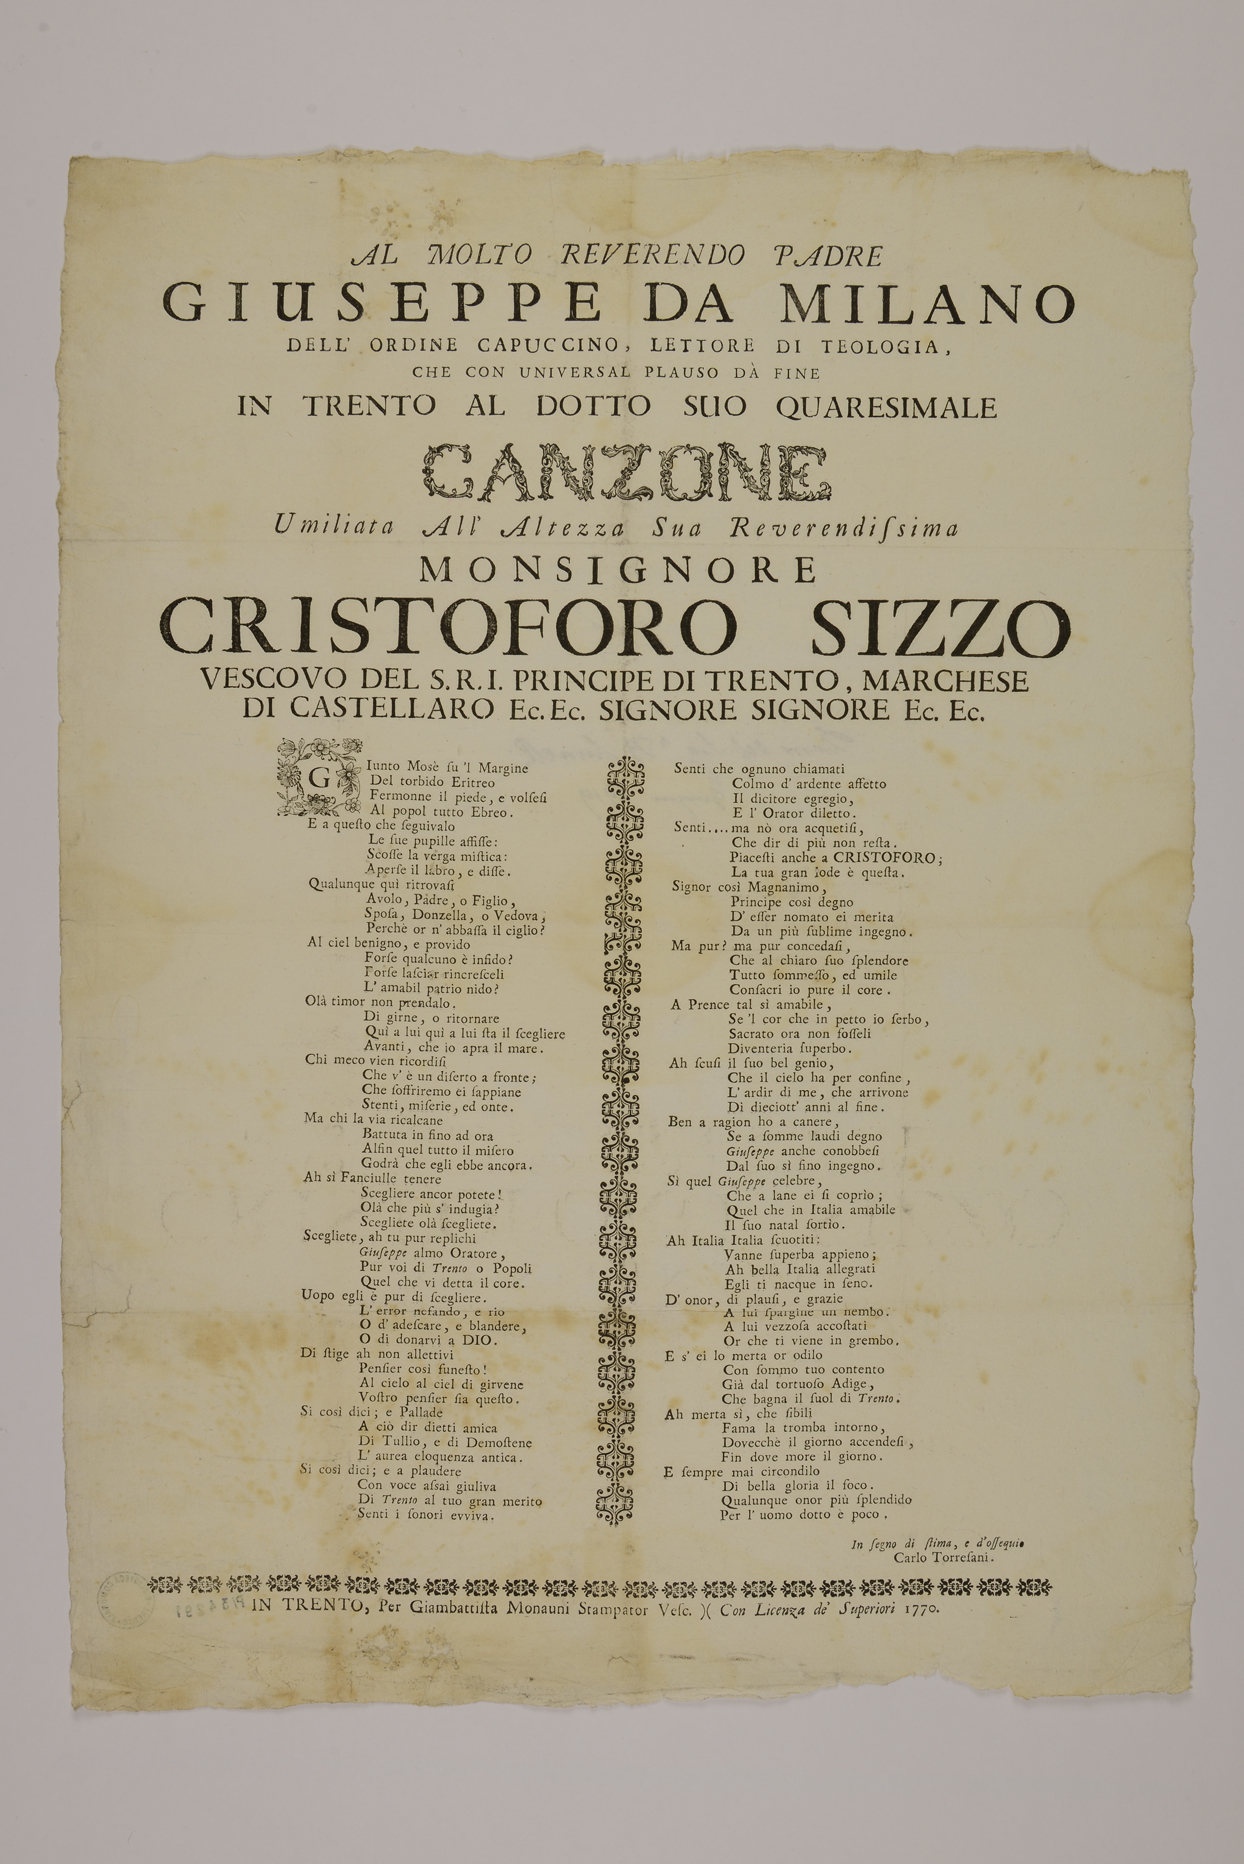 AL MOLTO REVERENDO PADRE
GIUSEPPE DA MILANO
DELL' ORDINE CAPUCCINO, LETTORE DI TEOLOGIA,
CHE CON UNIVERSAL PLAUSO DÀ FINE
IN TRENTO AL DOTTO SUO QUARESIMALE
CANZONE
Umiliata All' Altezza Sua Reverendiſsima
MONSIGNORE
CRISTOFORO SIZZO
VESCOVO DEL S.R.I. PRINCIPE DI TRENTO, MARCHESE
DI CASTELLARO Ec. Ec. SIGNORE SIGNORE Ec. Ec.
GIunto Mosè ſu 'l Margine
Del torbido Eritreo
Fermonne il piede, e volſeſi
Al popol tutto Ebreo.
E a queſto che ſeguivalo
Le ſue pupille affiſſe:
Scoſſe la verga miſtica:
Aperſe il labro, e diſſe.
Qualunque quì ritrovaſi
Avolo, Padre, o Figlio,
Spoſa, Donzella, o Vedova,
Perchè or n' abbaſſa il ciglio?
Al ciel benigno, e provido
Forſe qualcuno è infido?
Forſe laſciar rincreſceli
L' amabil patrio nido?
Olà timor non prendalo.
Di girne, o ritornare
Quì a lui quì a lui ſta il ſcegliere
Avanti, che io apra il mare.
Chi meco vien ricordiſi
Che v' è un diſerto a fronte;
Che ſoffriremo ei ſappiane
Stenti, miſerie, ed onte.
Ma chi la via ricalcane
Battuta in fino ad ora
Alfin quel tutto il miſero
Godrà che egli ebbe ancora.
Ah sì Fanciulle tenere
Scegliere ancor potete!
Olà che più s' indugia?
Scegliete olà ſcegliete.
Scegliete, ah tu pur replichi
Giuſeppe almo Oratore,
Pur voi di Trento o Popoli
Quel che vi detta il core.
Uopo egli è pur di ſcegliere.
L' error nefando, e rio
O d' adeſcare, e blandere,
O di donarvi a DIO.
Di ſtige ah non allettivi
Penſier così funeſto!
Al cielo al ciel di girvene
Voſtro penſier ſia queſto.
Sì così dici; e Pallade
A ciò dir dietti amica
Di Tullio, e di Demoſtene
L' aurea eloquenza antica.
Sì così dici; e a plaudere
Con voce aſsai giuliva
Di Trento al tuo gran merito
Senti i ſonori evviva.
Senti che ognuno chiamati
Colmo d' ardente affetto
Il dicitore egregio,
E l' Orator diletto.
Senti....ma nò ora acquetiſi,
Che dir di più non reſta.
Piaceſti anche a CRISTOFORO;
La tua gran lode è queſta.
Signor così Magnanimo,
Principe così degno
D' eſſer nomato ei merita
Da un più ſublime ingegno.
Ma pur? ma pur concedaſi,
Che al chiaro ſuo ſplendore
Tutto ſommeſſo, ed umile
Conſacri io pure il core.
A Prence tal sì amabile,
Se 'l cor che in petto io ſerbo,
Sacrato ora non foſſeli
Diventeria ſuperbo.
Ah ſcuſi il ſuo bel genio,
Che il cielo ha per confine,
L' ardir di me, che arrivone
Di dieciott' anni al fine.
Ben a ragion ho a canere,
Se a ſomme laudi degno
Giuſeppe anche conobbeſi
Dal ſuo sì fino ingegno.
Sì quel Giuſeppe celebre,
Che a lane ei ſi coprìo;
Quel che in Italia amabile
Il ſuo natal ſortìo.
Ah Italia Italia ſcuotiti:
Vanne ſuperba appieno;
Ah bella Italia allegrati
Egli ti nacque in ſeno.
D' onor, di plauſi, e grazie
A lui ſpargine un nembo.
A lui vezzoſa accoſtati
Or che ti viene in grembo.
E s' ei lo merta or odilo
Con ſommo tuo contento
Già dal tortuoſo Adige,
Che bagna il ſuol di Trento.
Ah merta sì, che ſibili
Fama la tromba intorno,
Dovecchè il giorno accendeſi,
Fin dove more il giorno.
E ſempre mai circondilo
Di bella gloria il foco.
Qualunque onor più ſplendido
Per l' uomo dotto è poco.
In ſegno di ſtima, e d'oſſequio
Carlo Torreſani.
IN TRENTO, Per Giambattiſta Monauni Stampator Veſc. )( Con Licenza de' Superiori 1770.